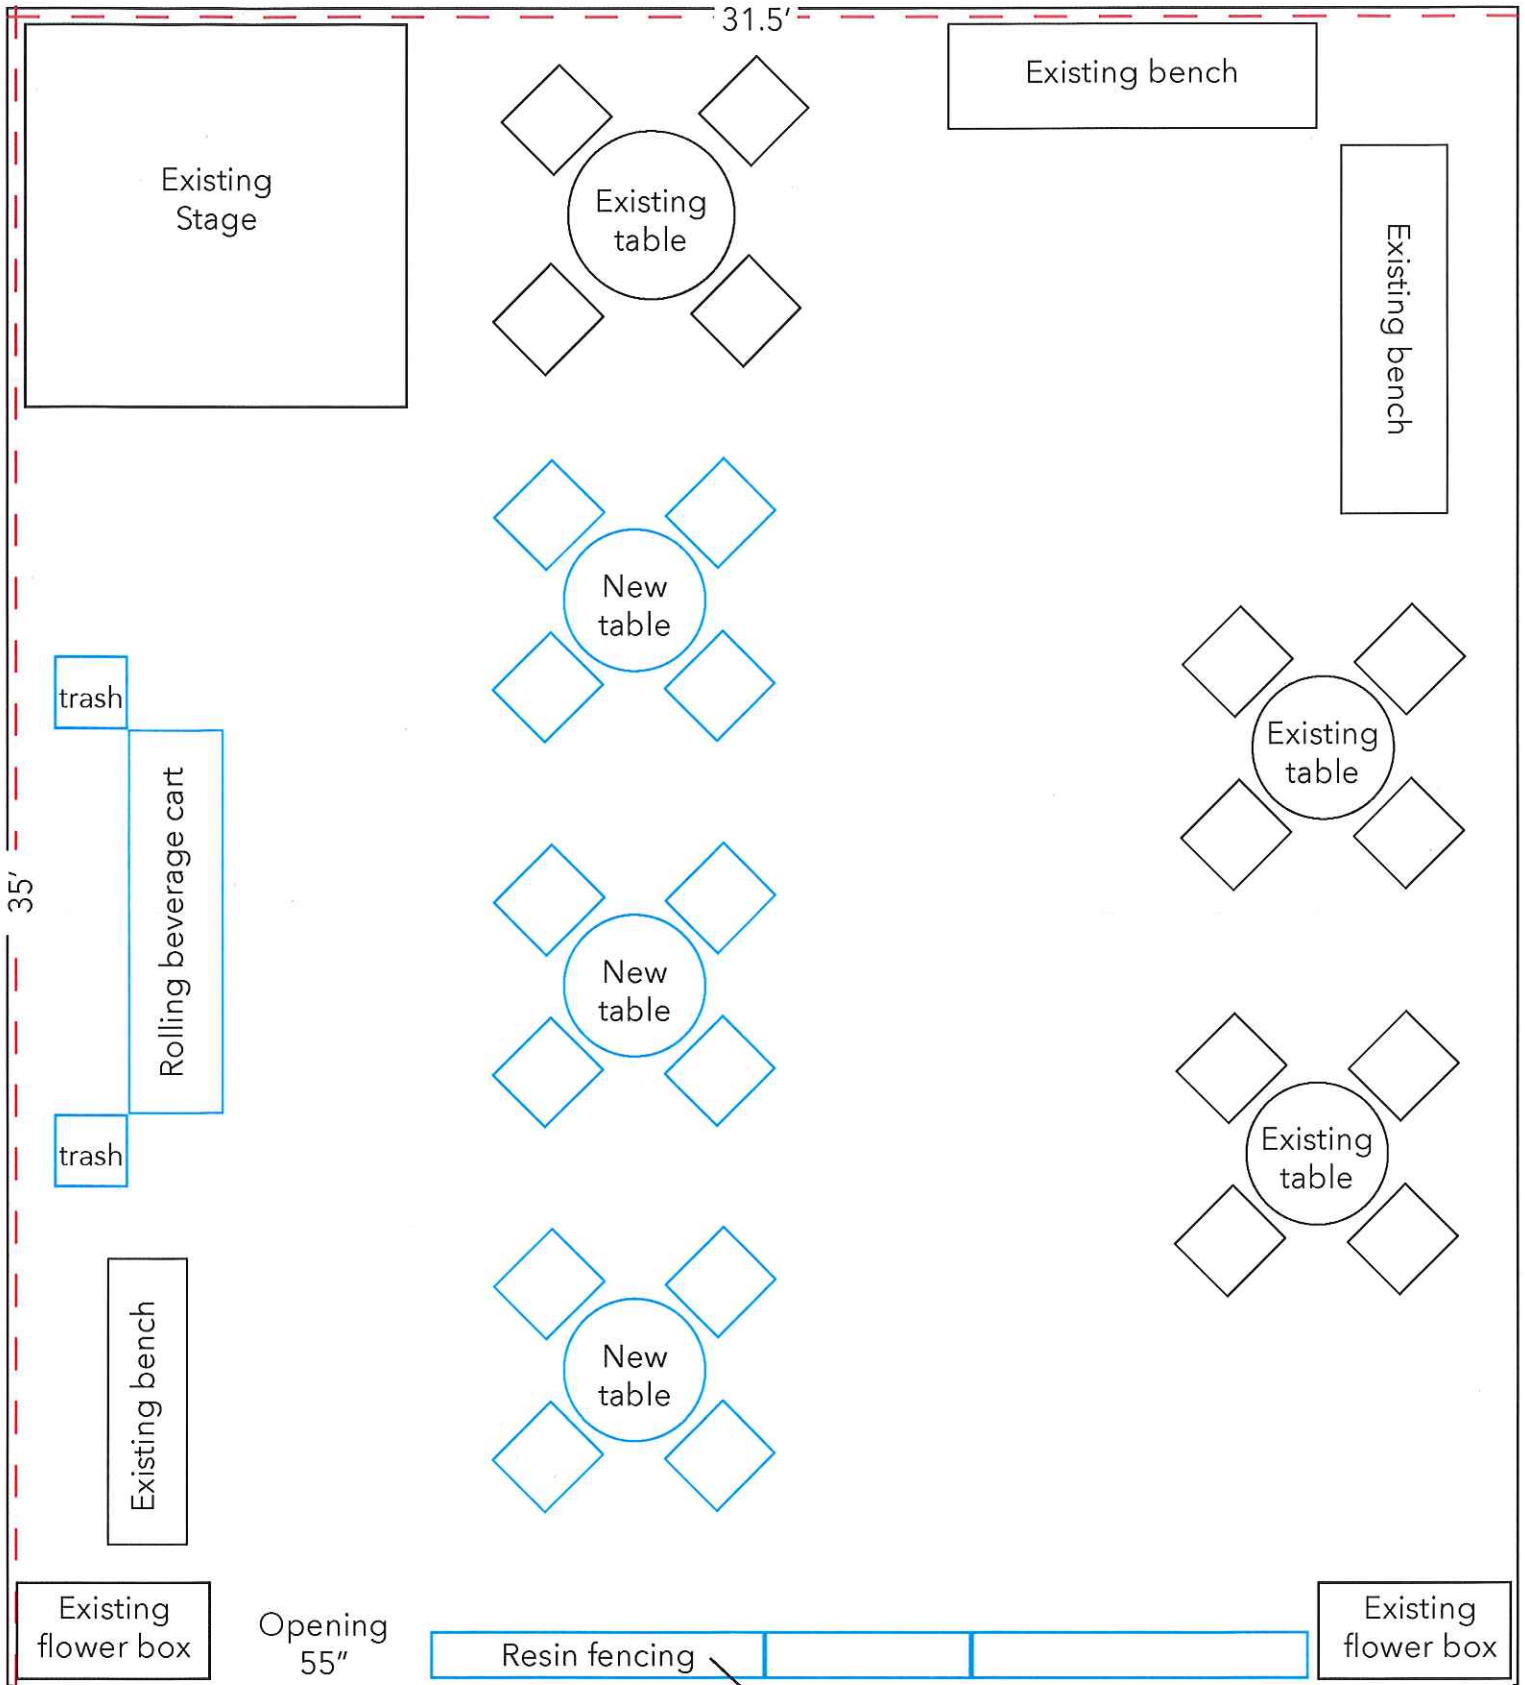 31.5′
Existing bench
Existing
Stage
Existing
table
Existing bench
New
table
trash
Existing
table
Rolling beverage cart
35′
New
table
trash
Existing
table
Existing bench
New
table
Existing
flower box
Opening
55″
Resin fencing
Existing
flower box